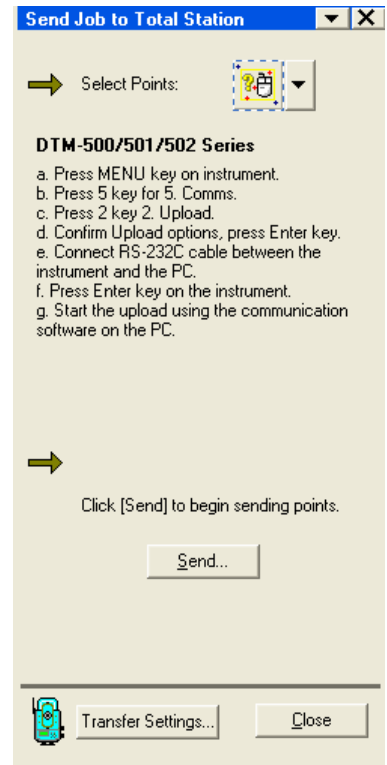 Send Job to Total Station
Select Points:
DTM-500/501/502 Series
a. Press MENU key on instrument.
b. Press 5 key for 5. Comms.
c. Press 2 key 2. Upload.
d. Confirm Upload options, press Enter key.
e. Connect RS-232C cable between the
instrument and the PC.
f. Press Enter key on the instrument.
g. Start the upload using the communication
software on the PC.
Click [Send] to begin sending points.
Send...
Transfer Settings...
Close